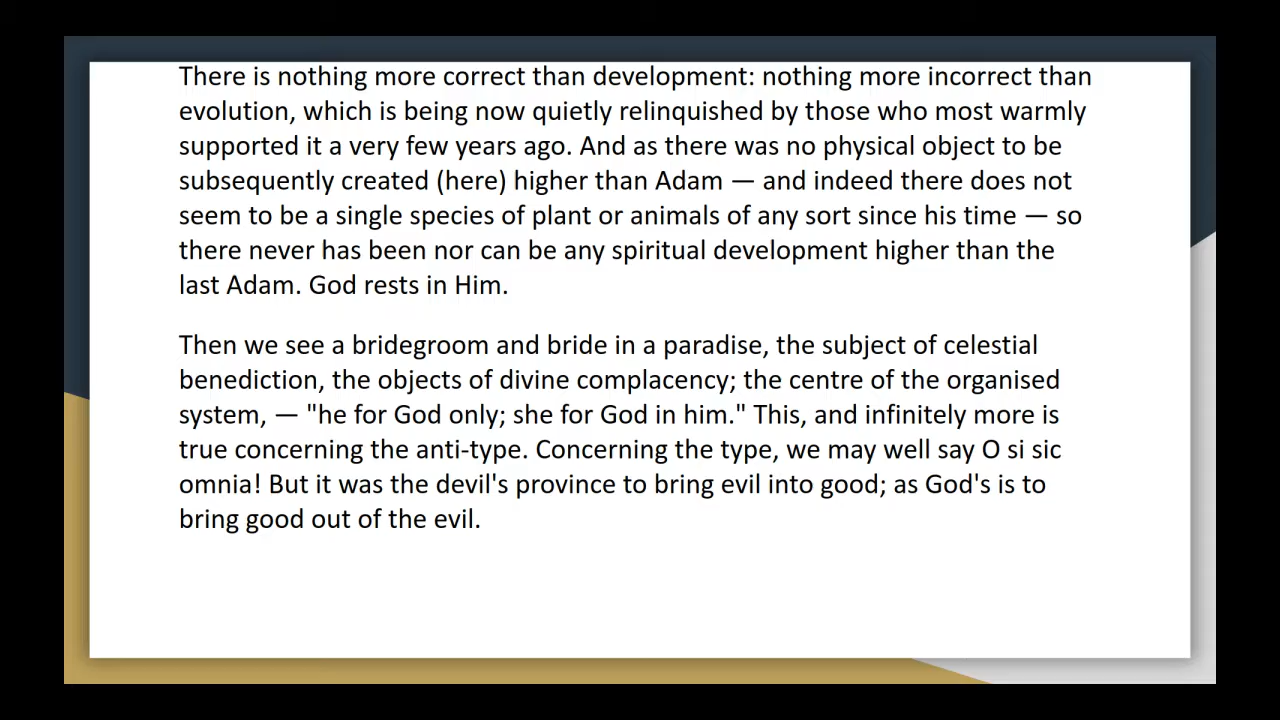 There is nothing more correct than development: nothing more incorrect than
evolution, which is being now quietly relinquished by those who most warmly
supported it a very few years ago. And as there was no physical object to be
subsequently created (here) higher than Adam — and indeed there does not
seem to be a single species of plant or animals of any sort since his time — so
there never has been nor can be any spiritual development higher than the
last Adam. God rests in Him.
Then we see a bridegroom and bride in a paradise, the subject of celestial
benediction, the objects of divine complacency; the centre of the organised
system, — "he for God only; she for God in him." This, and infinitely more is
true concerning the anti-type. Concerning the type, we may well say O si sic
omnia! But it was the devil's province to bring evil into good; as God's is to
bring good out of the evil.